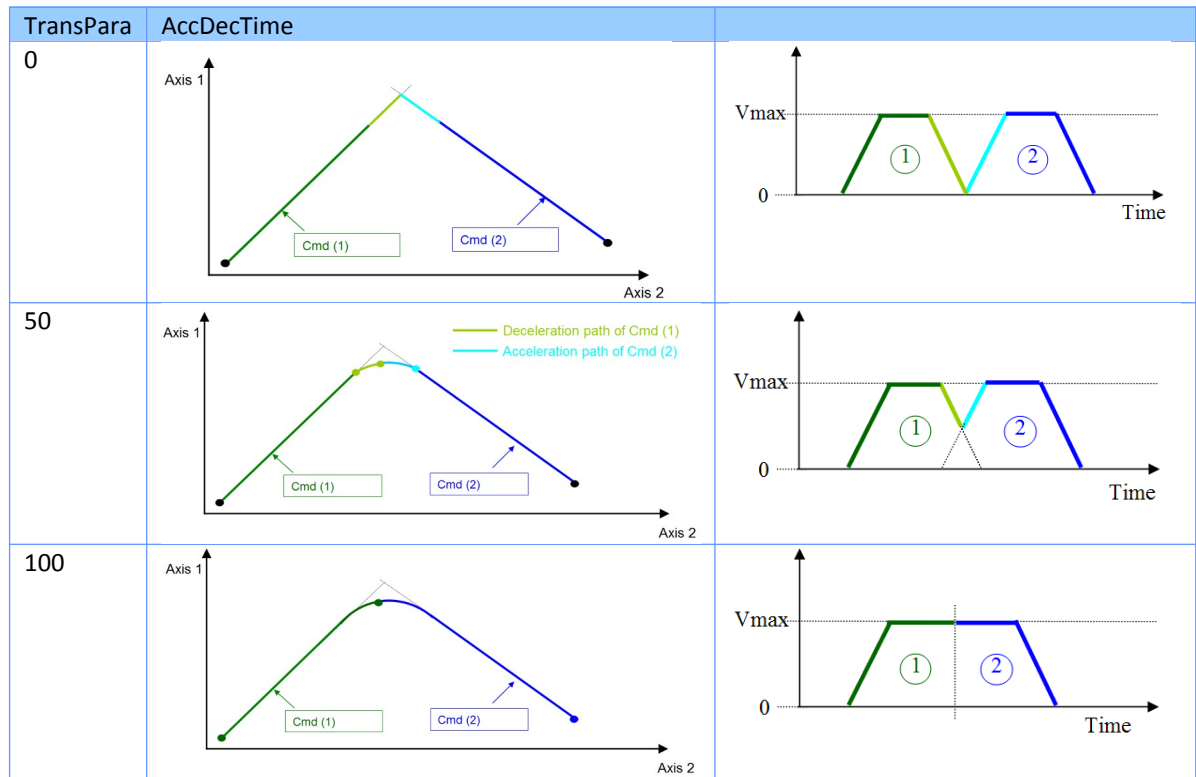 TransPara AccDecTime
0
Axis 1
Cmd (1)
Cmd (2)
Axis 2
Vmax
1
2
0
Time
50
Axis 1
Deceleration path of Cmd (1)
Acceleration path of Cmd (2)
Cmd (1)
Cmd (2)
Axis 2
Vmax
1
2
0
Time
100
Axis 1
Cmd (1)
Cmd (2)
Axis 2
Vmax
1
2
0
Time